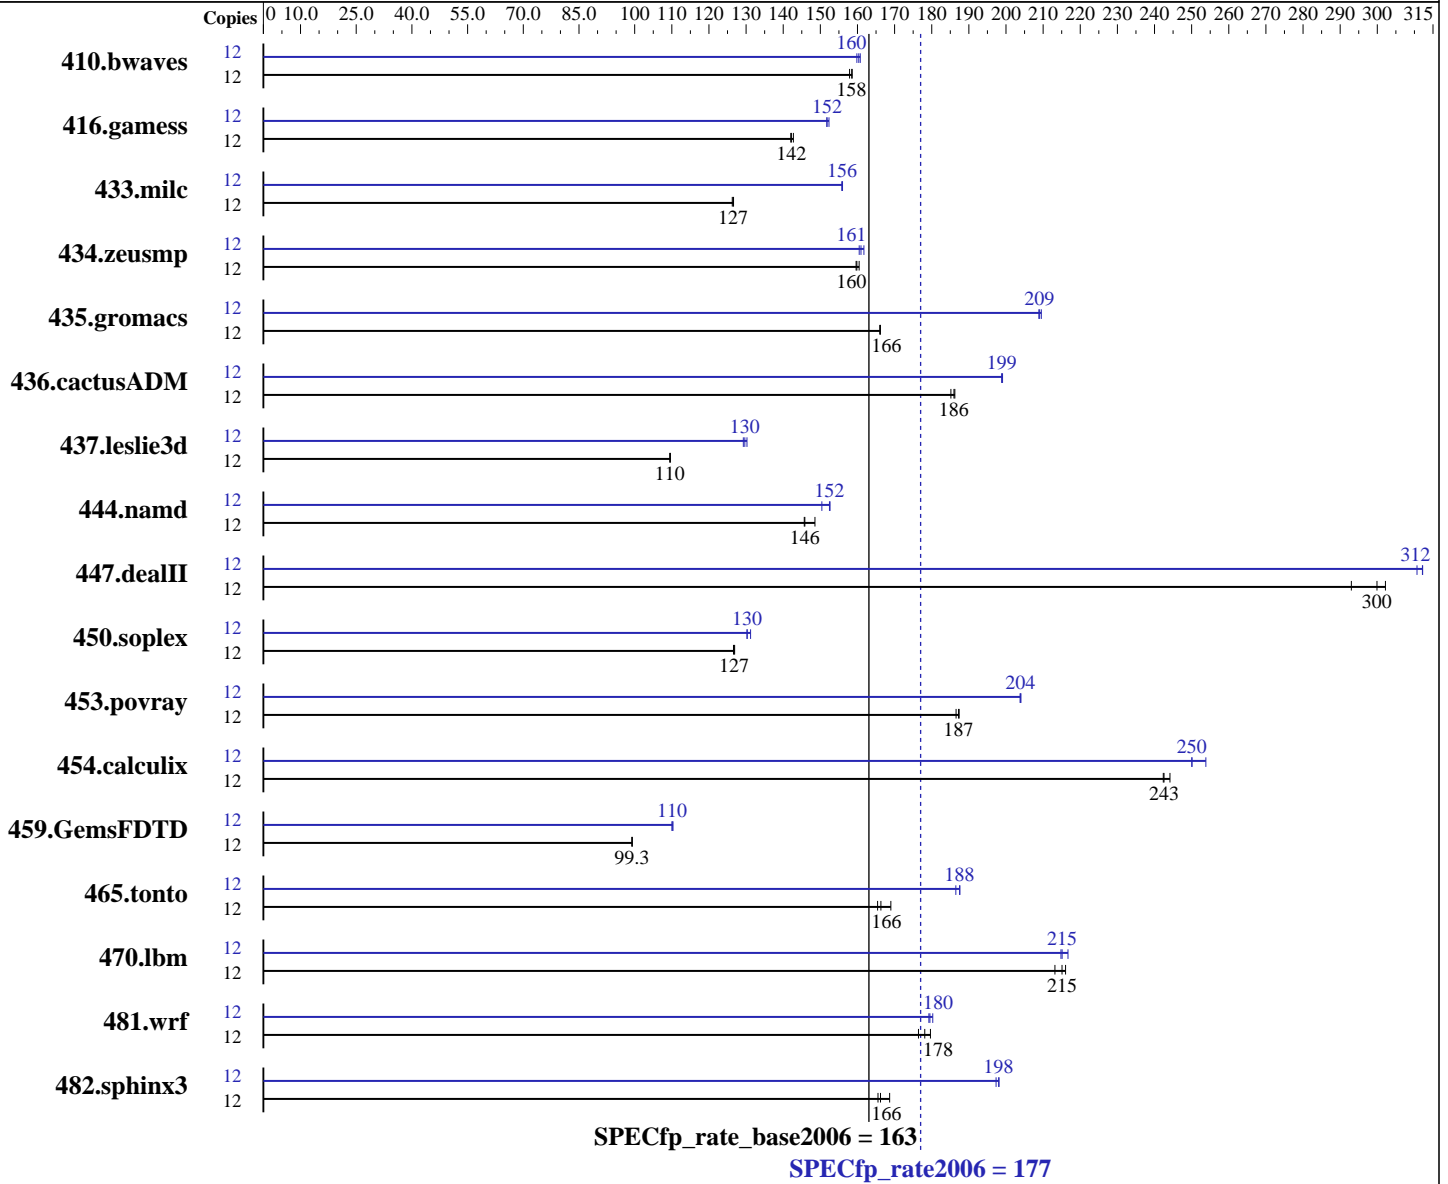 Copies 0 10.0 25.0 40.0 55.0 70.0 85.0 100 110 120 130 140 150 160 170 180 190 200 210 220 230 240 250 260 270 280 290 300 315
410.bwaves 12 160
12 158
416.gamess 12 152
12 142
433.milc 12 156
12 127
434.zeusmp 12 161
12 160
435.gromacs 12 209
12 166
436.cactusADM 12 199
12 186
437.leslie3d 12 130
12 110
444.namd 12 152
12 146
447.dealII 12 312
12 300
450.soplex 12 130
12 127
453.povray 12 204
12 187
454.calculix 12 250
12 243
459.GemsFDTD 12 110
12 99.3
465.tonto 12 188
12 166
470.lbm 12 215
12 215
481.wrf 12 180
12 178
482.sphinx3 12 198
12 166
SPECfp_rate_base2006 = 163
SPECfp_rate2006 = 177